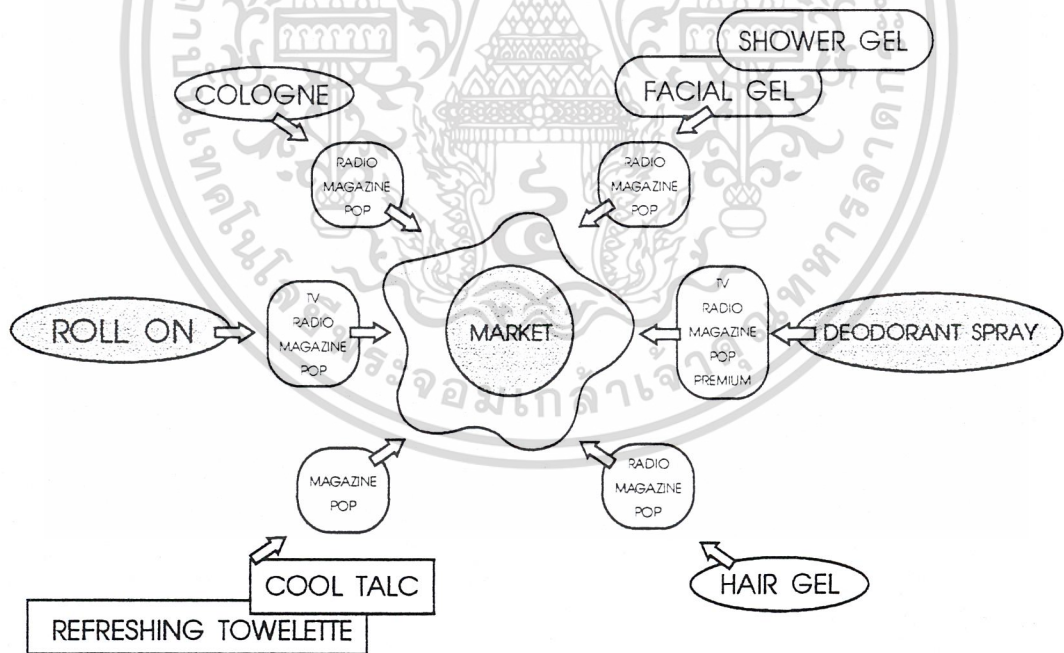 SHOWER GEL
FACIAL GEL
COLOGNE
RADIO
MAGAZINE
POP
RADIO
MAGAZINE
POP
ROLL ON
TV
RADIO
MAGAZINE
POP
MARKET
TV
RADIO
MAGAZINE
POP
PREMIUM
DEODORANT SPRAY
MAGAZINE
POP
RADIO
MAGAZINE
POP
COOL TALC
REFRESHING TOWELETTE
HAIR GEL